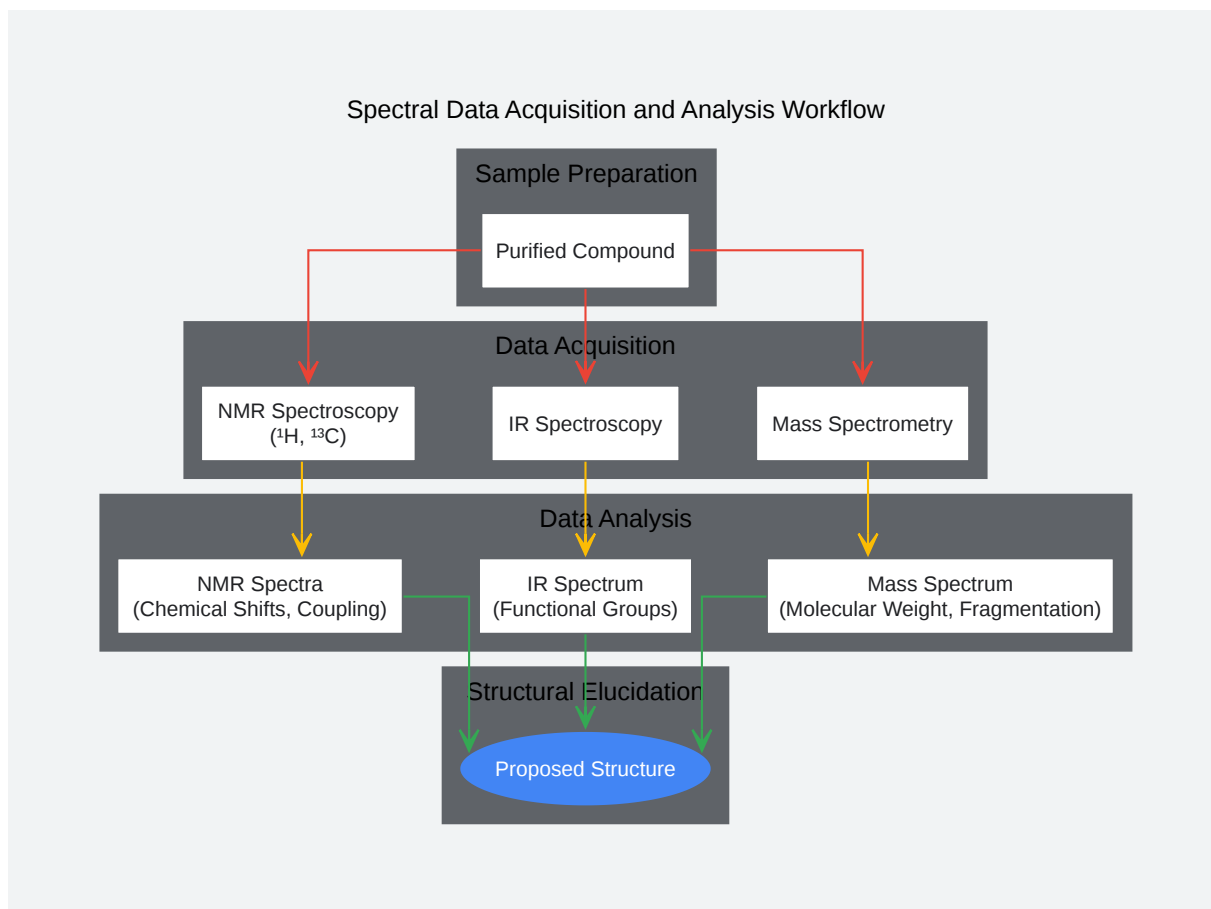 Spectral Data Acquisition and Analysis Workflow
Sample Preparation
Purified Compound
Data Acquisition
NMR Spectroscopy
(¹H, ¹³C)
IR Spectroscopy
Mass Spectrometry
Data Analysis
NMR Spectra
(Chemical Shifts, Coupling)
IR Spectrum
(Functional Groups)
Mass Spectrum
(Molecular Weight, Fragmentation)
Structural Elucidation
Proposed Structure